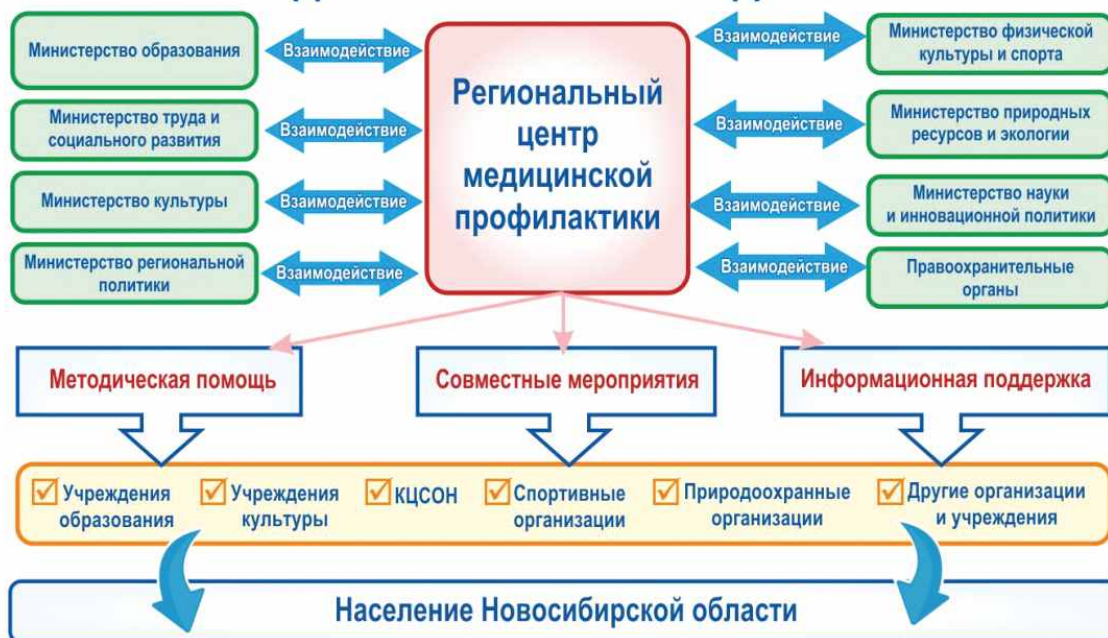 Министерство образования
Взаимодействие
Министерство труда и
социального развития
Взаимодействие
Министерство культуры
Взаимодействие
Министерство региональной
политики
Взаимодействие
Региональный
центр
медицинской
профилактики
Взаимодействие
Министерство физической
культуры и спорта
Взаимодействие
Министерство природных
ресурсов и экологии
Взаимодействие
Министерство науки
и инновационной политики
Взаимодействие
Правоохранительные
органы
Методическая помощь
Совместные мероприятия
Информационная поддержка
Учреждения
образования
Учреждения
культуры
КЦСОН
Спортивные
организации
Природоохранные
организации
Другие организации
и учреждения
Население Новосибирской области